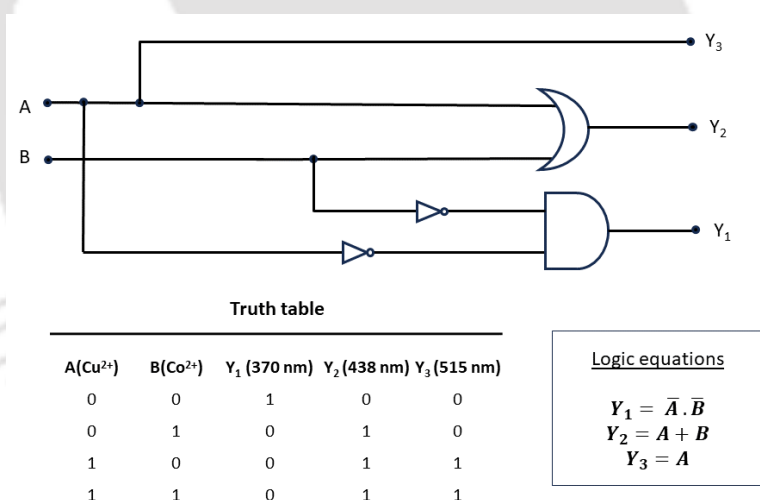 Y₃
A
Y₂
B
Y₁
Truth table
A(Cu²⁺) B(Co²⁺) Y₁ (370 nm) Y₂ (438 nm) Y₃ (515 nm)
0 0 1 0 0
0 1 0 1 0
1 0 0 1 1
1 1 0 1 1
Logic equations
Y₁ = A̅ . B̅
Y₂ = A + B
Y₃ = A